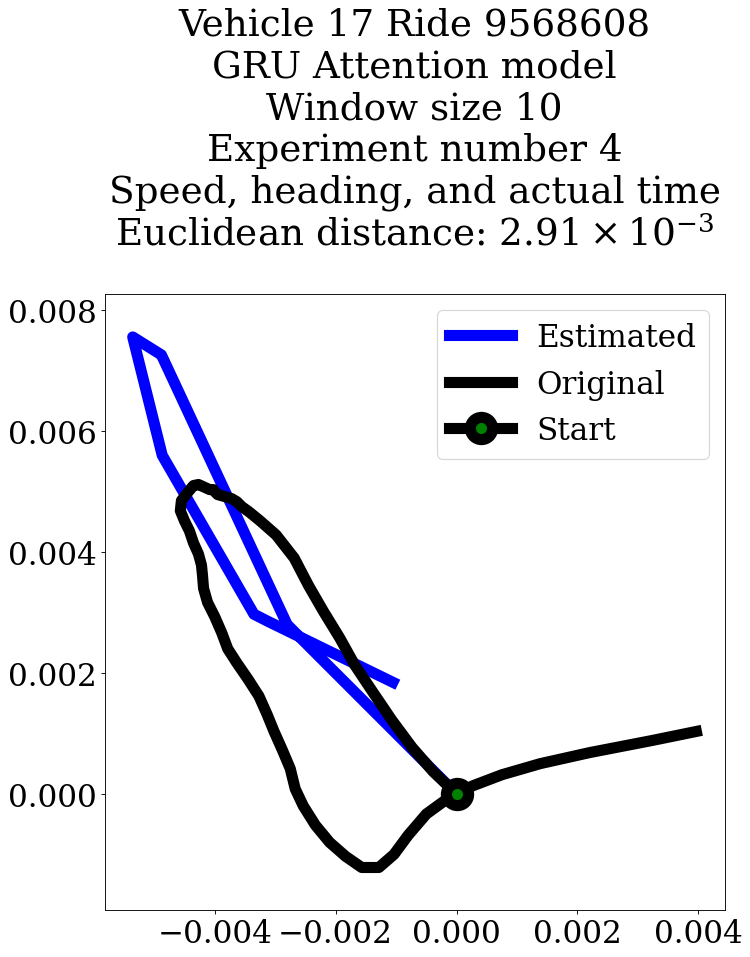 Vehicle 17 Ride 9568608
GRU Attention model
Window size 10
Experiment number 4
Speed, heading, and actual time
Euclidean distance: 2.91 × 10⁻³
0.008
0.006
0.004
0.002
0.000
Estimated
Original
Start
−0.004 −0.002 0.000 0.002 0.004